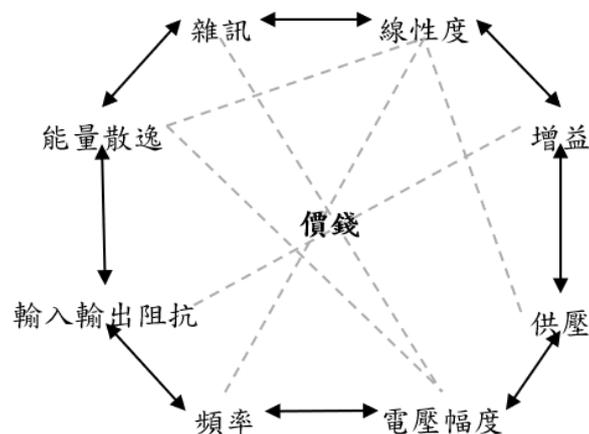 雜訊
線性度
能量散逸
增益
價錢
輸入輸出阻抗
供壓
頻率
電壓幅度